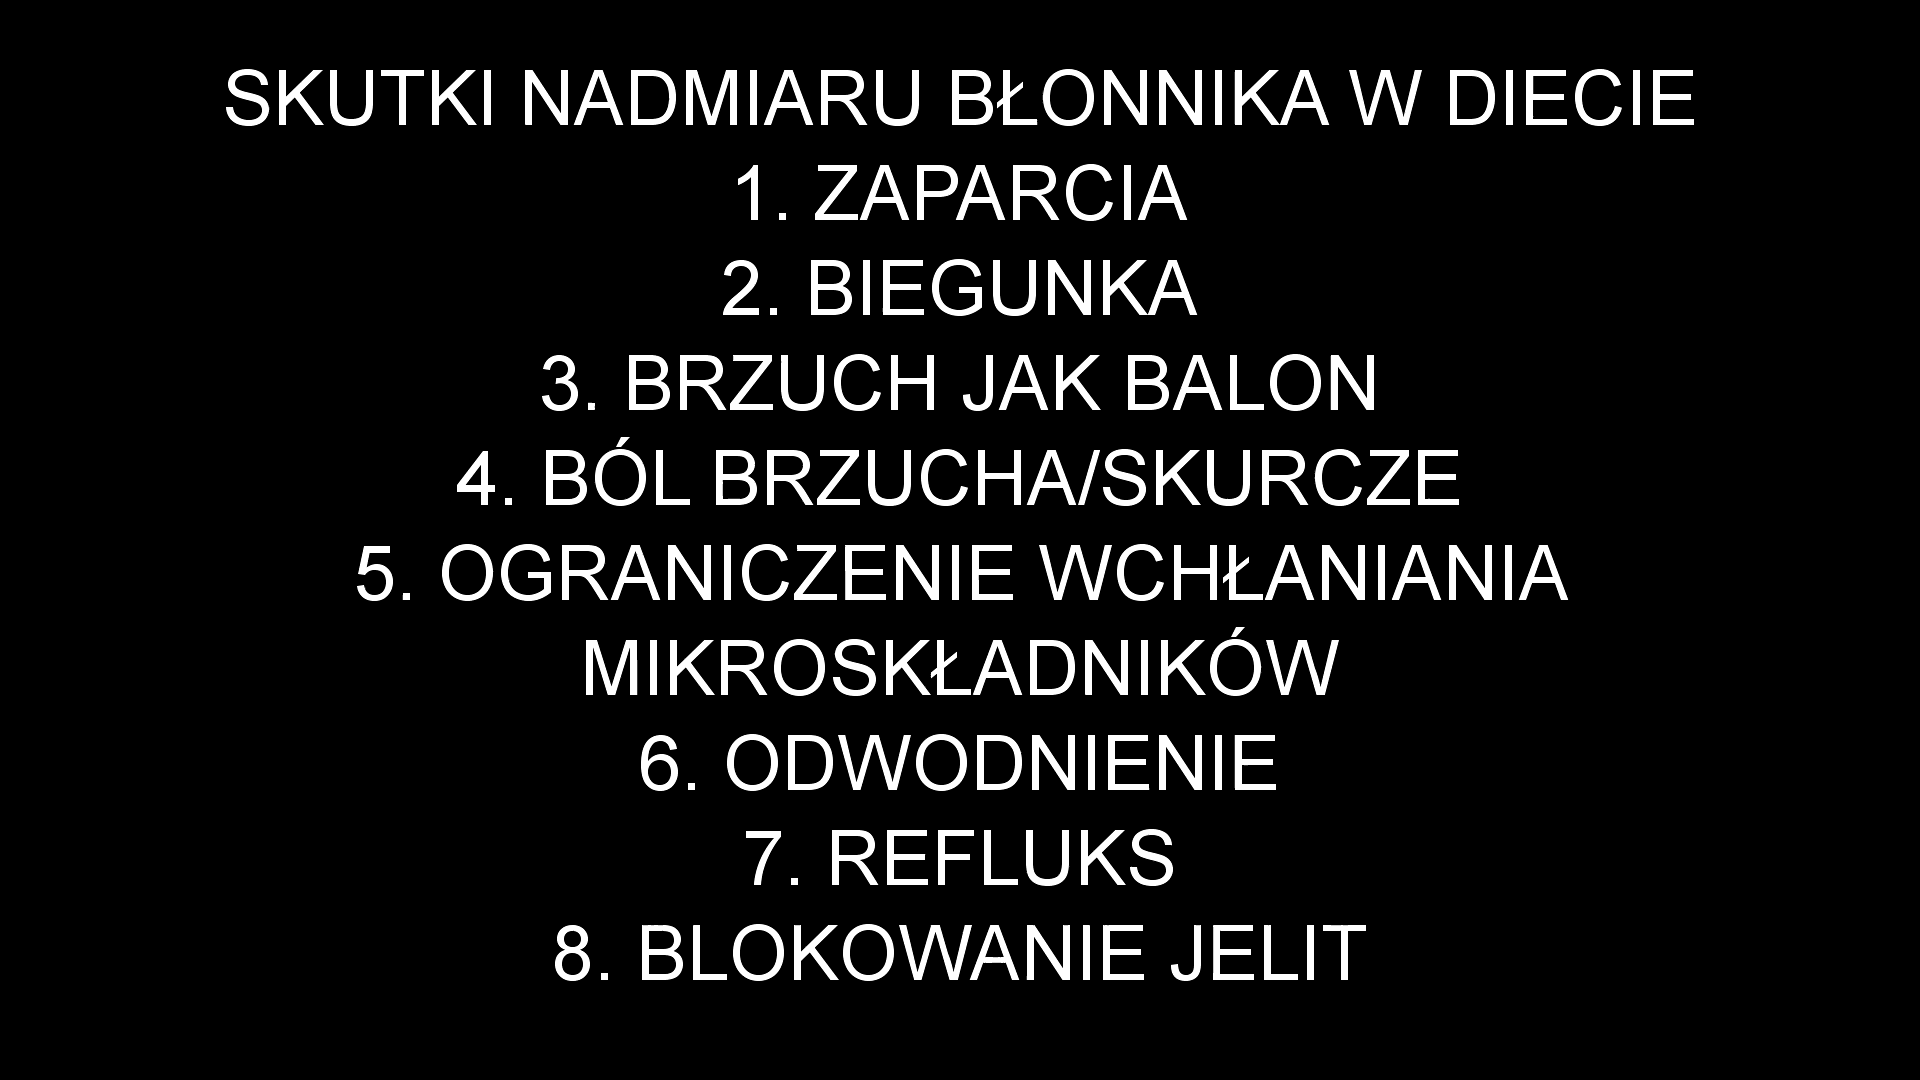 SKUTKI NADMIARU BŁONNIKA W DIECIE
1. ZAPARCIA
2. BIEGUNKA
3. BRZUCH JAK BALON
4. BÓL BRZUCHA/SKURCZE
5. OGRANICZENIE WCHŁANIANIA
MIKROSKŁADNIKÓW
6. ODWODNIENIE
7. REFLUKS
8. BLOKOWANIE JELIT